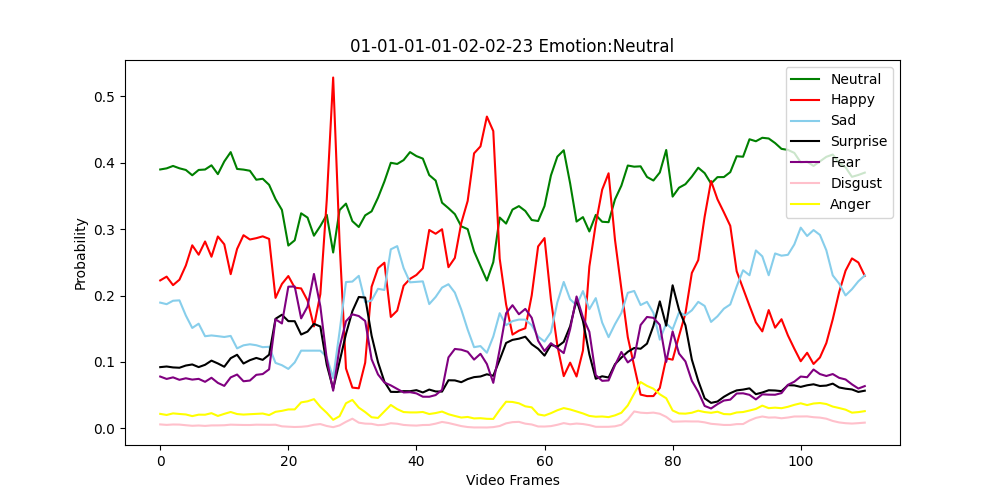 01-01-01-01-02-02-23 Emotion:Neutral
Probability
0.5
0.4
0.3
0.2
0.1
0.0
Neutral
Happy
Sad
Surprise
Fear
Disgust
Anger
0 20 40 60 80 100
Video Frames